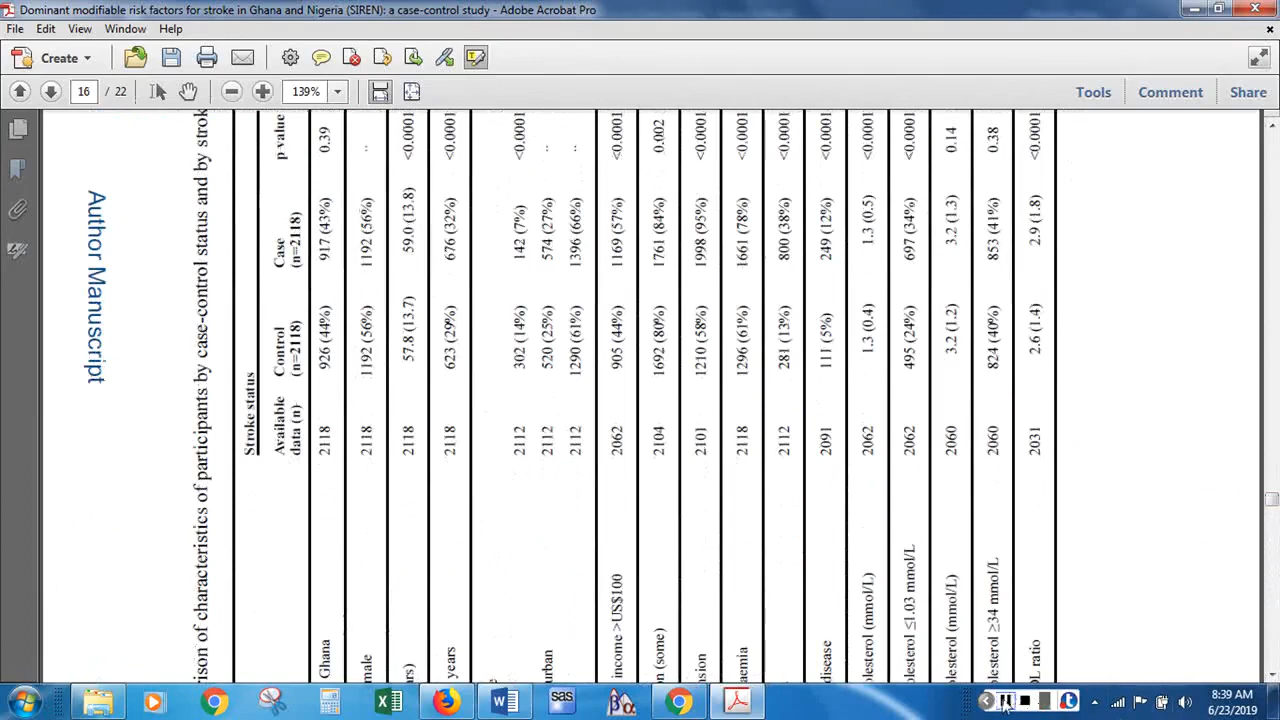 Dominant modifiable risk factors for stroke in Ghana and Nigeria (SIREN): a case-control study - Adobe Acrobat Pro
File Edit View Window Help
Create
16 / 22 139% Tools Comment Share
Author Manuscript
rison of characteristics of participants by case-control status and by strok
Stroke status
Available data (n) Control (n=2118) Case (n=2118) p-value
Ghana 2118 926 (44%) 917 (43%) 0.39
male 2118 1192 (56%) 1192 (56%) ..
ars) 2118 57.8 (13.7) 59.0 (13.8) <0.0001
years 2118 623 (29%) 676 (32%) <0.0001
2112 302 (14%) 142 (7%) <0.0001
urban 2112 520 (25%) 574 (27%) ..
2112 1290 (61%) 1396 (66%) ..
income >US$100 2062 905 (44%) 1169 (57%) <0.0001
n (some) 2104 1692 (80%) 1761 (84%) 0.002
nsion 2101 1210 (58%) 1998 (95%) <0.0001
aemia 2118 1296 (61%) 1661 (78%) <0.0001
2112 281 (13%) 800 (38%) <0.0001
disease 2091 111 (5%) 249 (12%) <0.0001
olesterol (mmol/L) 2062 1.3 (0.4) 1.3 (0.5) <0.0001
olesterol ≤1.03 mmol/L 2062 495 (24%) 697 (34%) <0.0001
olesterol (mmol/L) 2060 3.2 (1.2) 3.2 (1.3) 0.14
olesterol ≥34 mmol/L 2060 824 (40%) 853 (41%) 0.38
L ratio 2031 2.6 (1.4) 2.9 (1.8) <0.0001
sas
8:39 AM
6/23/2019